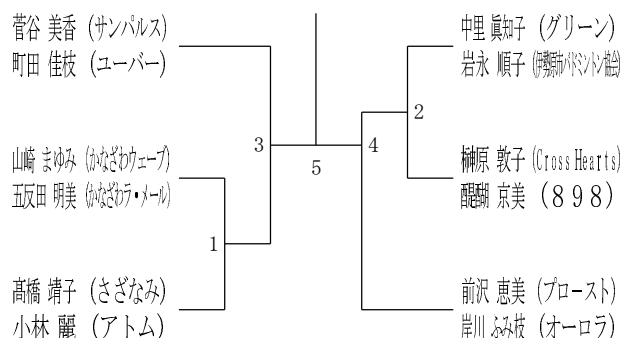 菅谷 美香 (サンパルス)
町田 佳枝 (ユーバー)
山崎 まゆみ (かなざわウェーブ)
五反田 明美 (かなざわラ・メール)
髙橋 靖子 (さざなみ)
小林 麗 (アトム)
1
3
5
4
2
中里 眞知子 (グリーン)
岩永 順子 (伊勢原市バドミントン協会)
榊原 敦子 (Cross Hearts)
醍醐 京美 (898)
前沢 恵美 (プロースト)
岸川 ふみ枝 (オーロラ)